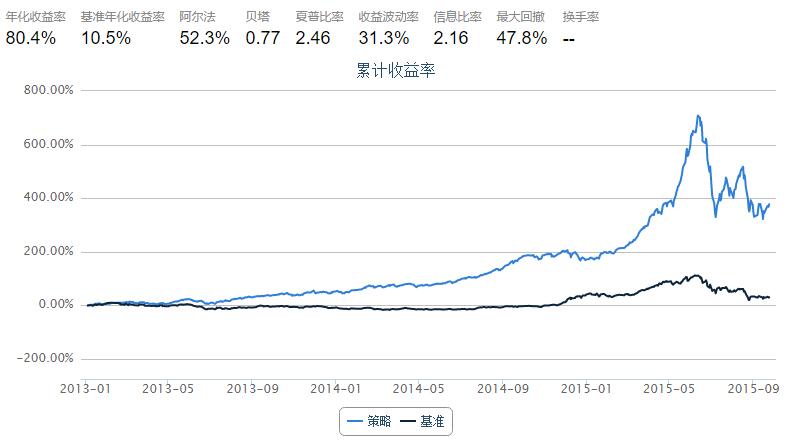 年化收益率 基准年化收益率 阿尔法 贝塔 夏普比率 收益波动率 信息比率 最大回撤 换手率
80.4% 10.5% 52.3% 0.77 2.46 31.3% 2.16 47.8% --
累计收益率
800.00%
600.00%
400.00%
200.00%
0.00%
-200.00%
2013-01 2013-05 2013-09 2014-01 2014-05 2014-09 2015-01 2015-05 2015-09
策略 基准